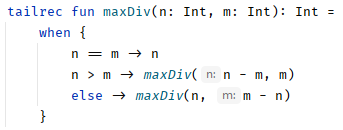 tailrec fun maxDiv(n: Int, m: Int): Int =
    when {
        n == m -> n
        n > m -> maxDiv( n: n - m, m)
        else -> maxDiv(n, m: m - n)
    }